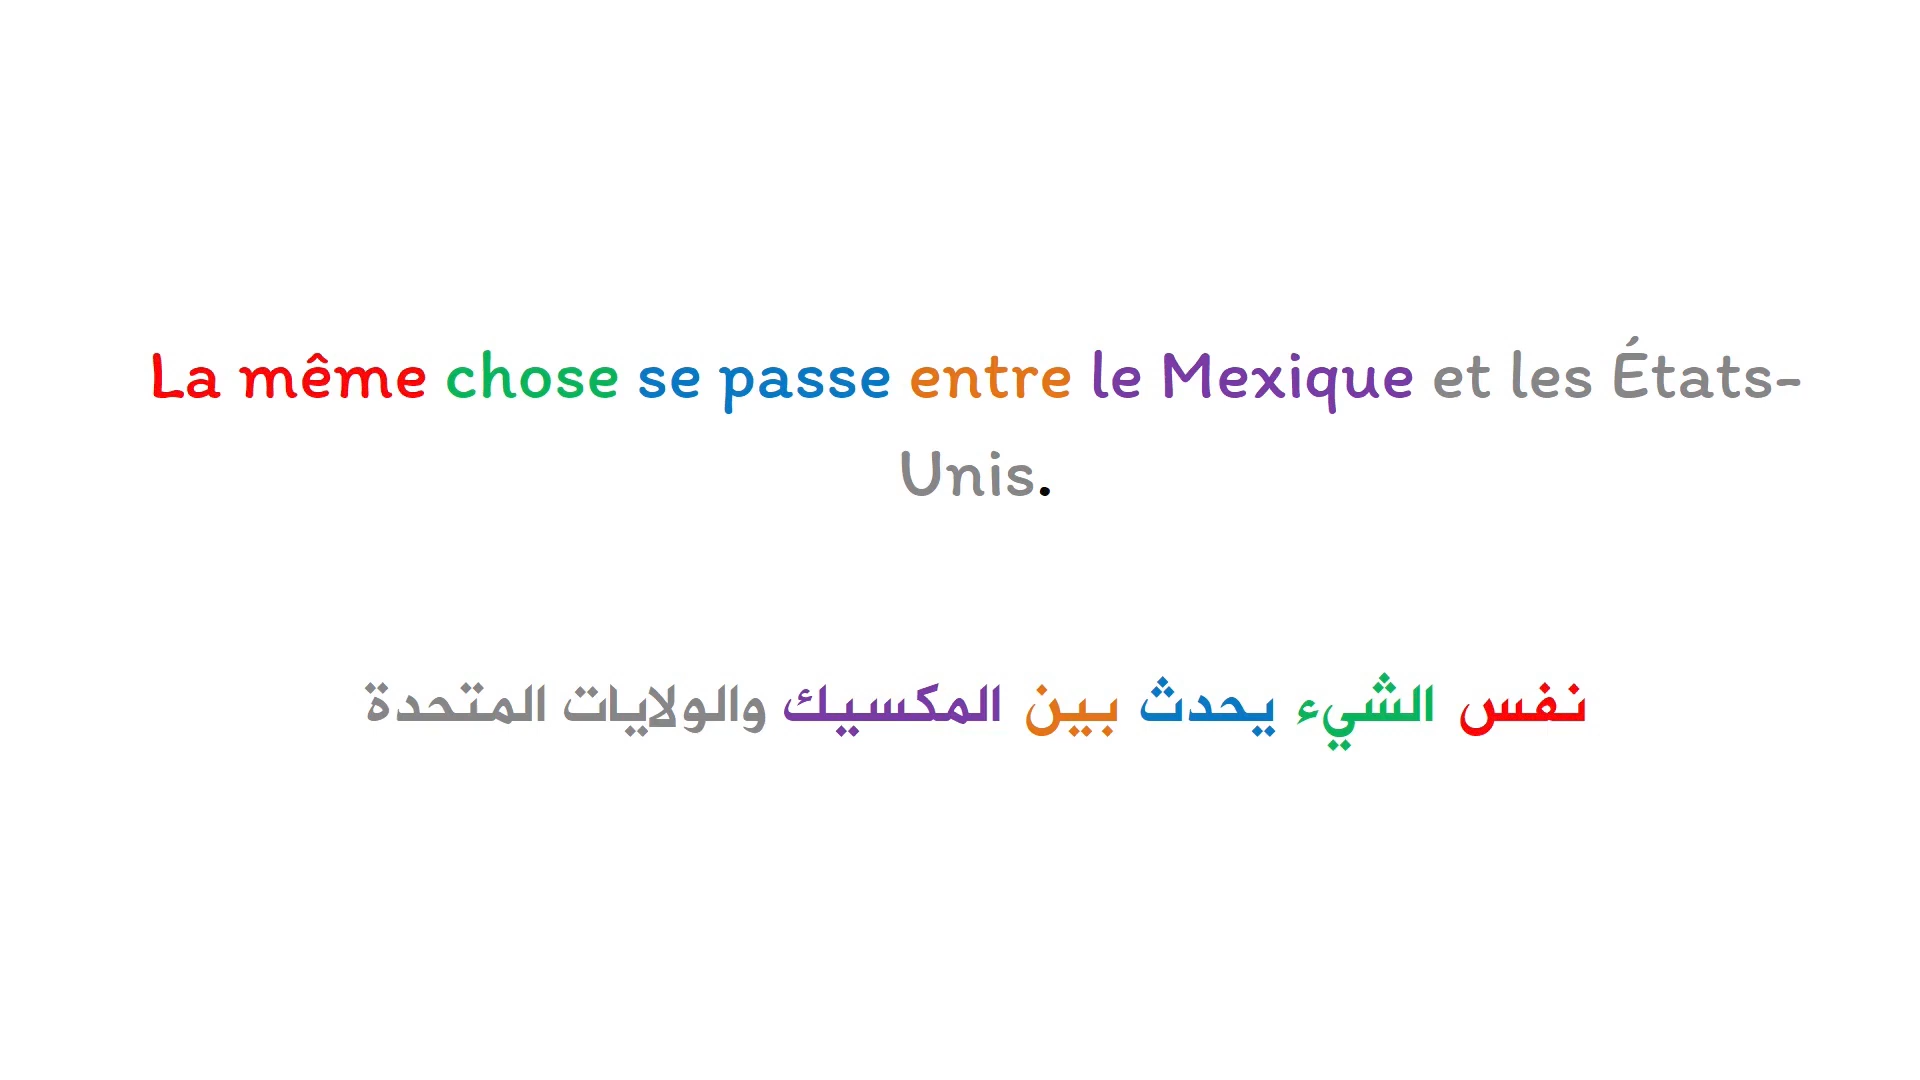 La même chose se passe entre le Mexique et les États-
Unis.
نفس الشيء يحدث بين المكسيك والولايات المتحدة